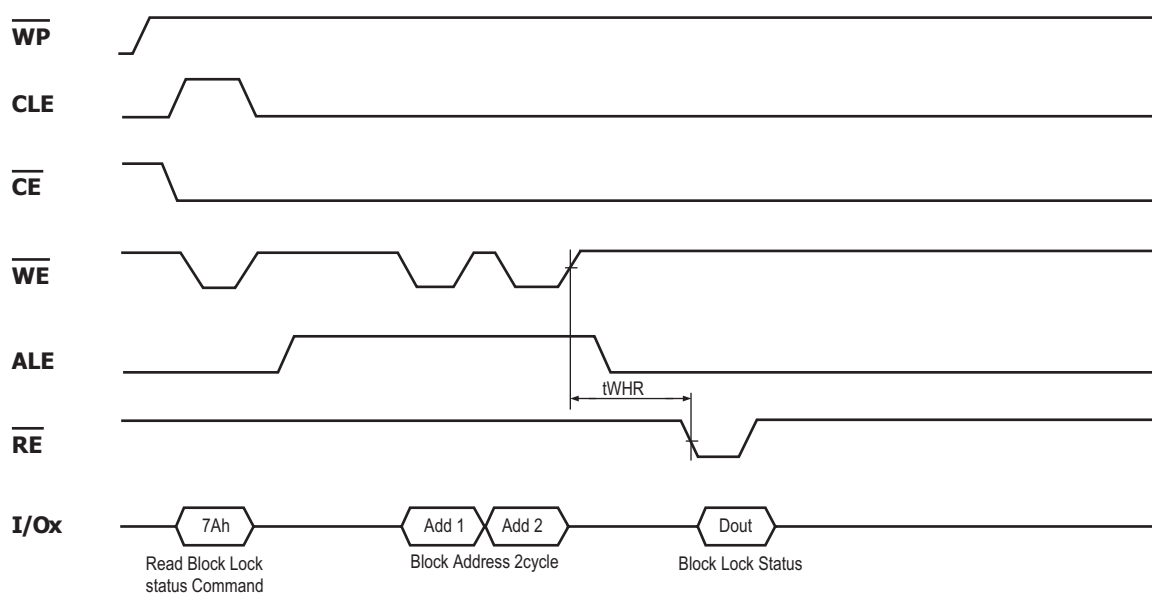 WP
CLE
CE
WE
ALE
tWHR
RE
I/Ox
7Ah
Add 1
Add 2
Dout
Read Block Lock
status Command
Block Address 2cycle
Block Lock Status